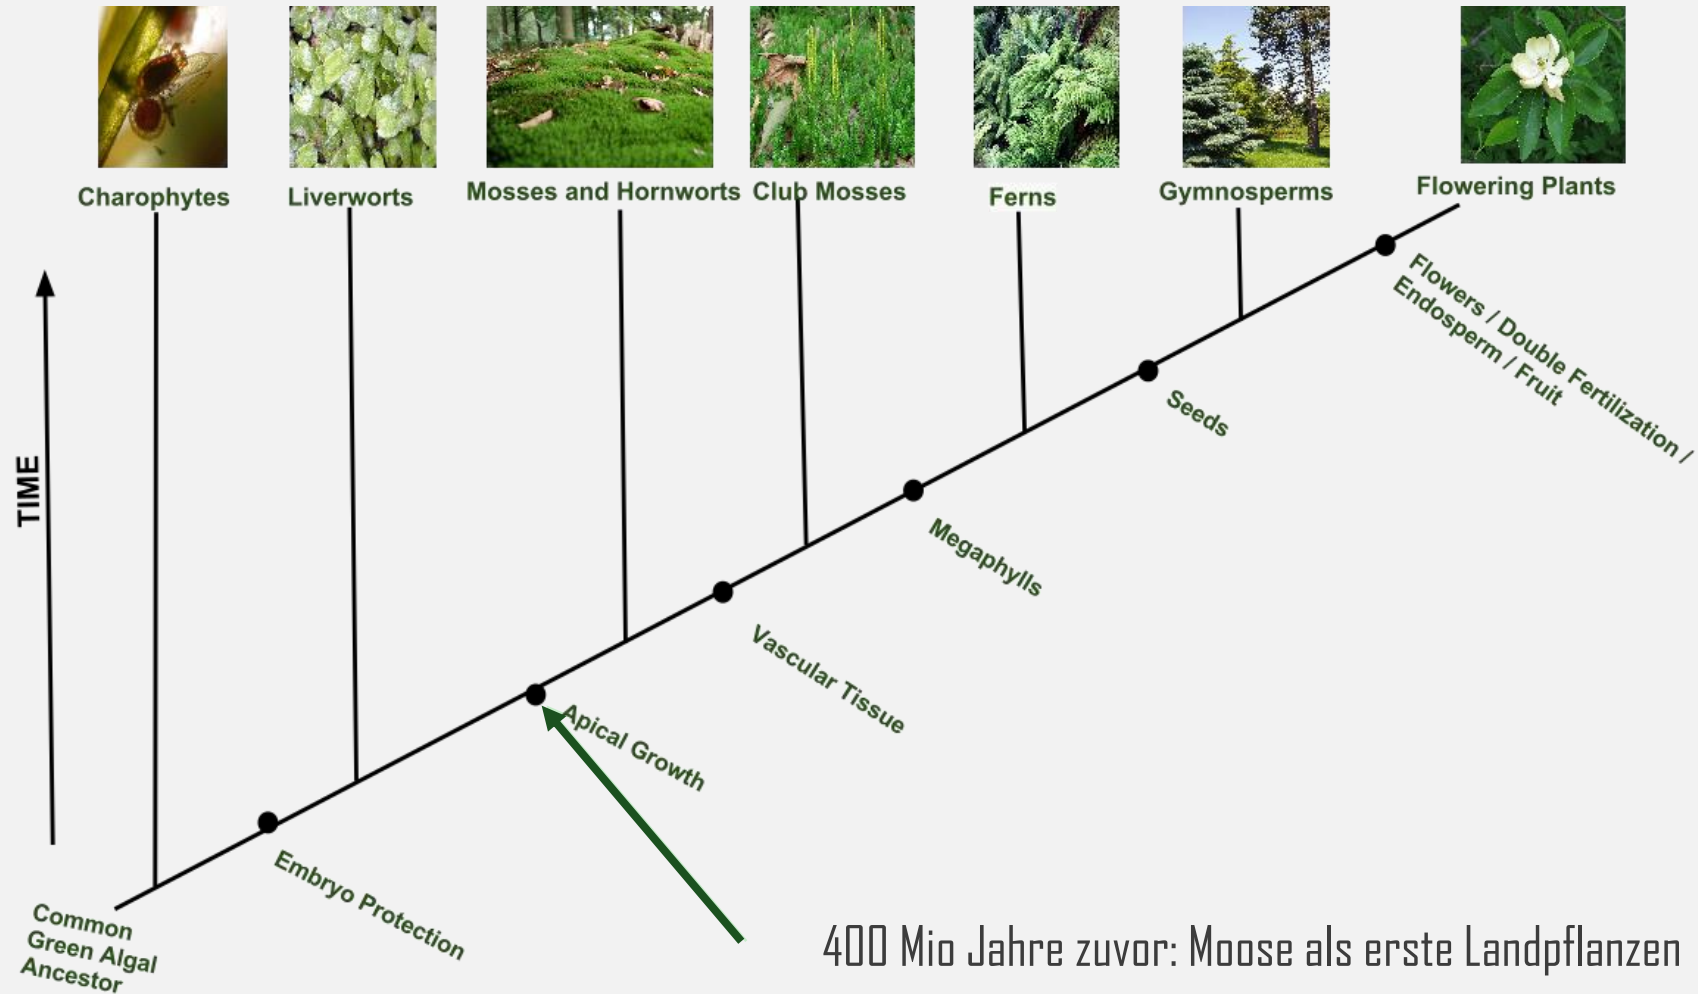 Charophytes
Liverworts
Mosses and Hornworts
Club Mosses
Ferns
Gymnosperms
Flowering Plants
TIME
Flowers / Double Fertilization /
Endosperm / Fruit
Seeds
Megaphylls
Vascular Tissue
Apical Growth
Embryo Protection
Common
Green Algal
Ancestor
400 Mio Jahre zuvor: Moose als erste Landpflanzen